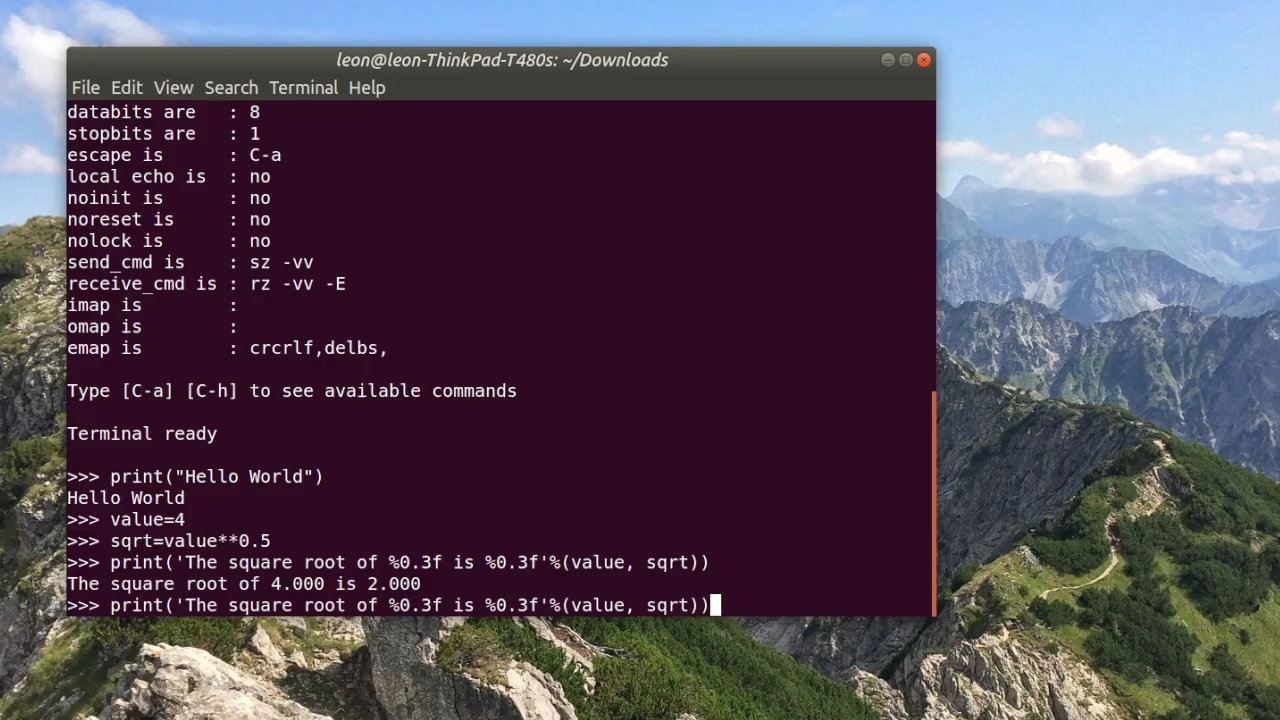 leon@leon-ThinkPad-T480s: ~/Downloads
File Edit View Search Terminal Help
databits are   : 8
stopbits are   : 1
escape is      : C-a
local echo is  : no
noinit is      : no
noreset is     : no
nolock is      : no
send_cmd is    : sz -vv
receive_cmd is : rz -vv -E
imap is        :
omap is        :
emap is        : crcrlf,delbs,
Type [C-a] [C-h] to see available commands
Terminal ready
>>> print("Hello World")
Hello World
>>> value=4
>>> sqrt=value**0.5
>>> print('The square root of %0.3f is %0.3f'%(value, sqrt))
The square root of 4.000 is 2.000
>>> print('The square root of %0.3f is %0.3f'%(value, sqrt))